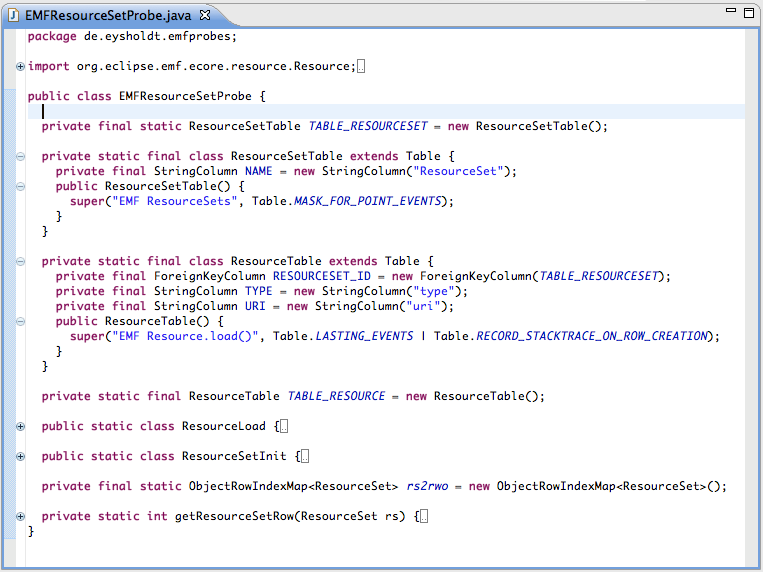 EMFResourceSetProbe.java
package de.eysholdt.emfprobes;
import org.eclipse.emf.ecore.resource.Resource;
public class EMFResourceSetProbe {
private final static ResourceSetTable TABLE_RESOURCESET = new ResourceSetTable();
private static final class ResourceSetTable extends Table {
private final StringColumn NAME = new StringColumn("ResourceSet");
public ResourceSetTable() {
super("EMF ResourceSets", Table.MASK_FOR_POINT_EVENTS);
}
}
private static final class ResourceTable extends Table {
private final ForeignKeyColumn RESOURCESET_ID = new ForeignKeyColumn(TABLE_RESOURCESET);
private final StringColumn TYPE = new StringColumn("type");
private final StringColumn URI = new StringColumn("uri");
public ResourceTable() {
super("EMF Resource.load()", Table.LASTING_EVENTS | Table.RECORD_STACKTRACE_ON_ROW_CREATION);
}
}
private static final ResourceTable TABLE_RESOURCE = new ResourceTable();
public static class ResourceLoad {
public static class ResourceSetInit {
private final static ObjectRowIndexMap<ResourceSet> rs2rwo = new ObjectRowIndexMap<ResourceSet>();
private static int getResourceSetRow(ResourceSet rs) {
}